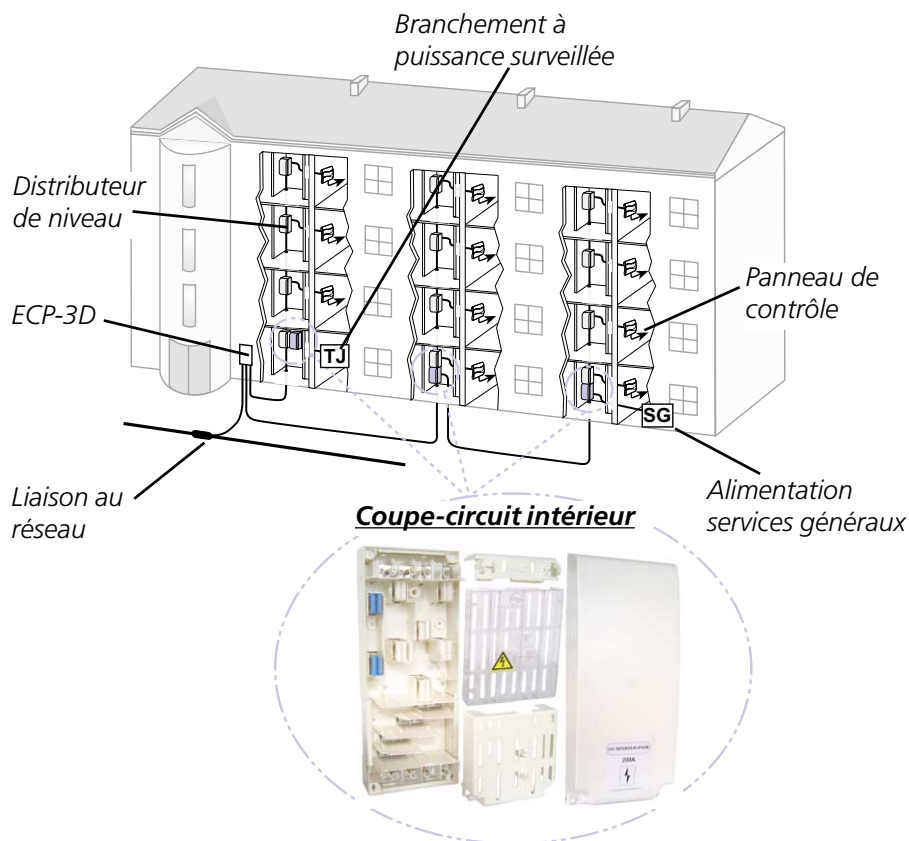 Branchement à
puissance surveillée
Distributeur
de niveau
ECP-3D
TJ
Panneau de
contrôle
SG
Liaison au
réseau
Alimentation
services généraux
Coupe-circuit intérieur
200A